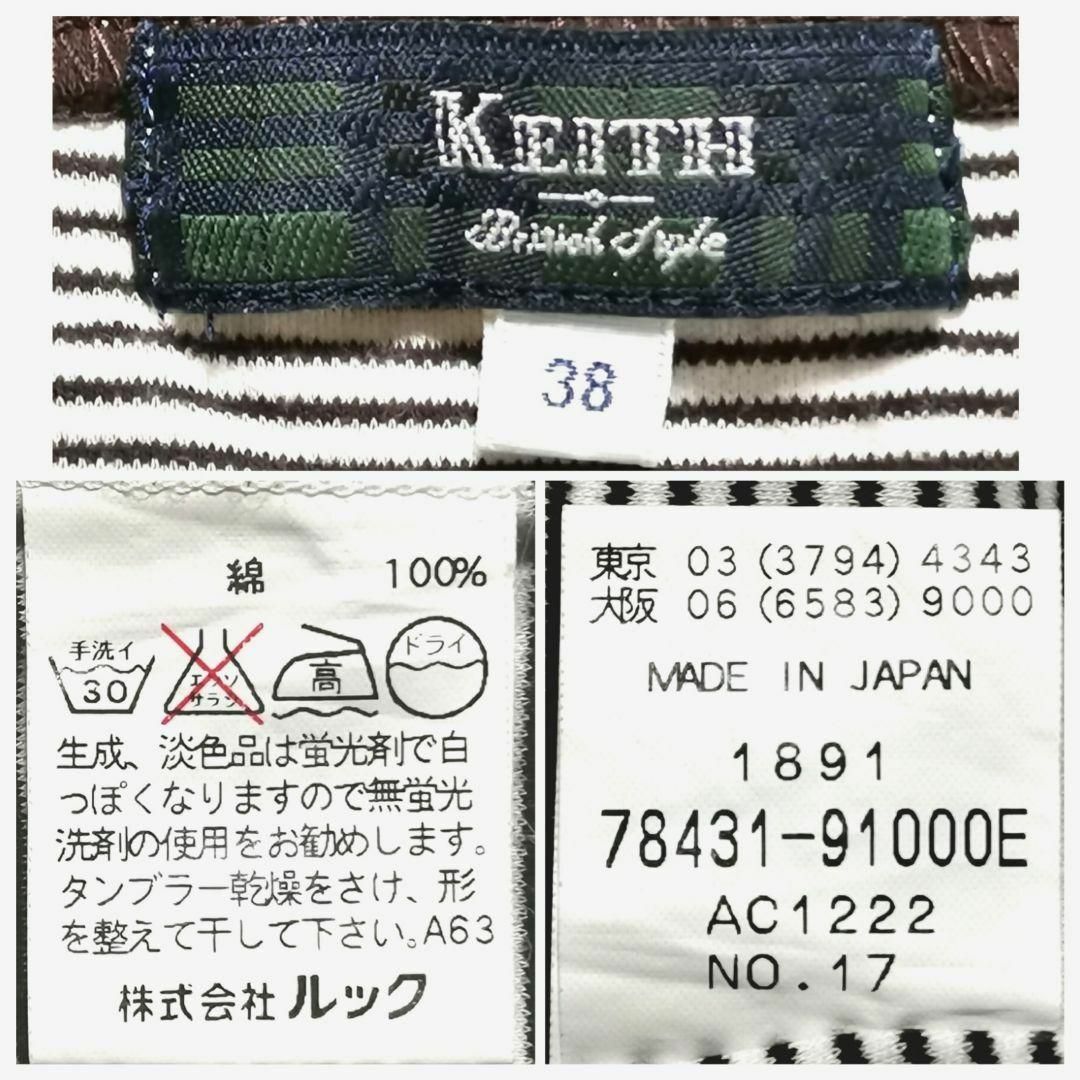 KEITH
British Style
38
綿 100%
手洗イ
30
エンソ
サラシ
高
ドライ
生成、淡色品は蛍光剤で白
っぽくなりますので無蛍光
洗剤の使用をお勧めします。
タンブラー乾燥をさけ、形
を整えて干して下さい。A63
株式会社 ルック
東京 03 (3794) 4343
大阪 06 (6583) 9000
MADE IN JAPAN
1891
78431-91000E
AC1222
NO.17